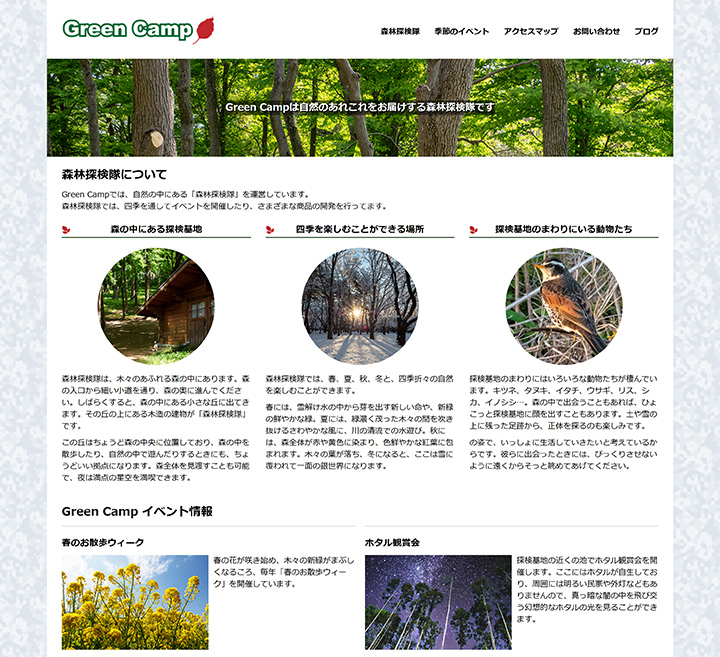 Green Camp
森林探検隊 季節のイベント アクセスマップ お問い合わせ ブログ
Green Campは自然のあれこれをお届けする森林探検隊です
森林探検隊について
Green Campでは、自然の中にある「森林探検隊」を運営しています。
森林探検隊では、四季を通してイベントを開催したり、さまざまな商品の開発を行ってます。
森の中にある探検基地
森林探検隊は、木々のあふれる森の中にあります。森
の入口から細い小道を通り、森の奥に進んでくださ
い。しばらくすると、森の中にある小さな丘に出てき
ます。その丘の上にある木造の建物が「森林探検隊」
です。
この丘はちょうど森の中央に位置しており、森の中を
散歩したり、自然の中で遊んだりするときにも、ちょ
うどいい拠点になります。森全体を見渡すことも可能
で、夜は満点の星空を満喫できます。
四季を楽しむことができる場所
森林探検隊では、春、夏、秋、冬と、四季折々の自然
を楽しむことができます。
春には、雪解け水の中から芽を出す新しい命や、新緑
の鮮やかな緑。夏には、緑濃く茂った木々の間を吹き
抜けるさわやかな風に、川の清流での水遊び。秋に
は、森全体が赤や黄色に染まり、色鮮やかな紅葉に包
まれます。木々の葉が落ち、冬になると、ここは雪に
覆われて一面の銀世界になります。
探検基地のまわりにいる動物たち
探検基地のまわりにはいろいろな動物たちが棲んでい
ます。キツネ、タヌキ、イタチ、ウサギ、リス、シ
カ、イノシシ…。森の中で出会うこともあれば、ひょ
こっと探検基地に顔を出すこともあります。土や雪の
上に残った足跡から、正体を探るのも楽しみです。
の姿で、いっしょに生活していきたいと考えているか
らです。彼らに出会ったときには、びっくりさせない
ように遠くからそっと眺めてあげてください。
Green Camp イベント情報
春のお散歩ウィーク
春の花が咲き始め、木々の新緑がまぶし
くなるころ、毎年「春のお散歩ウィー
ク」を開催しています。
ホタル観賞会
探検基地の近くの池でホタル観賞会を開
催します。ここにはホタルが自生してお
り、周囲には明るい民家や外灯などもあ
りませんので、真っ暗な闇の中を飛び交
う幻想的なホタルの光を見ることができ
ます。